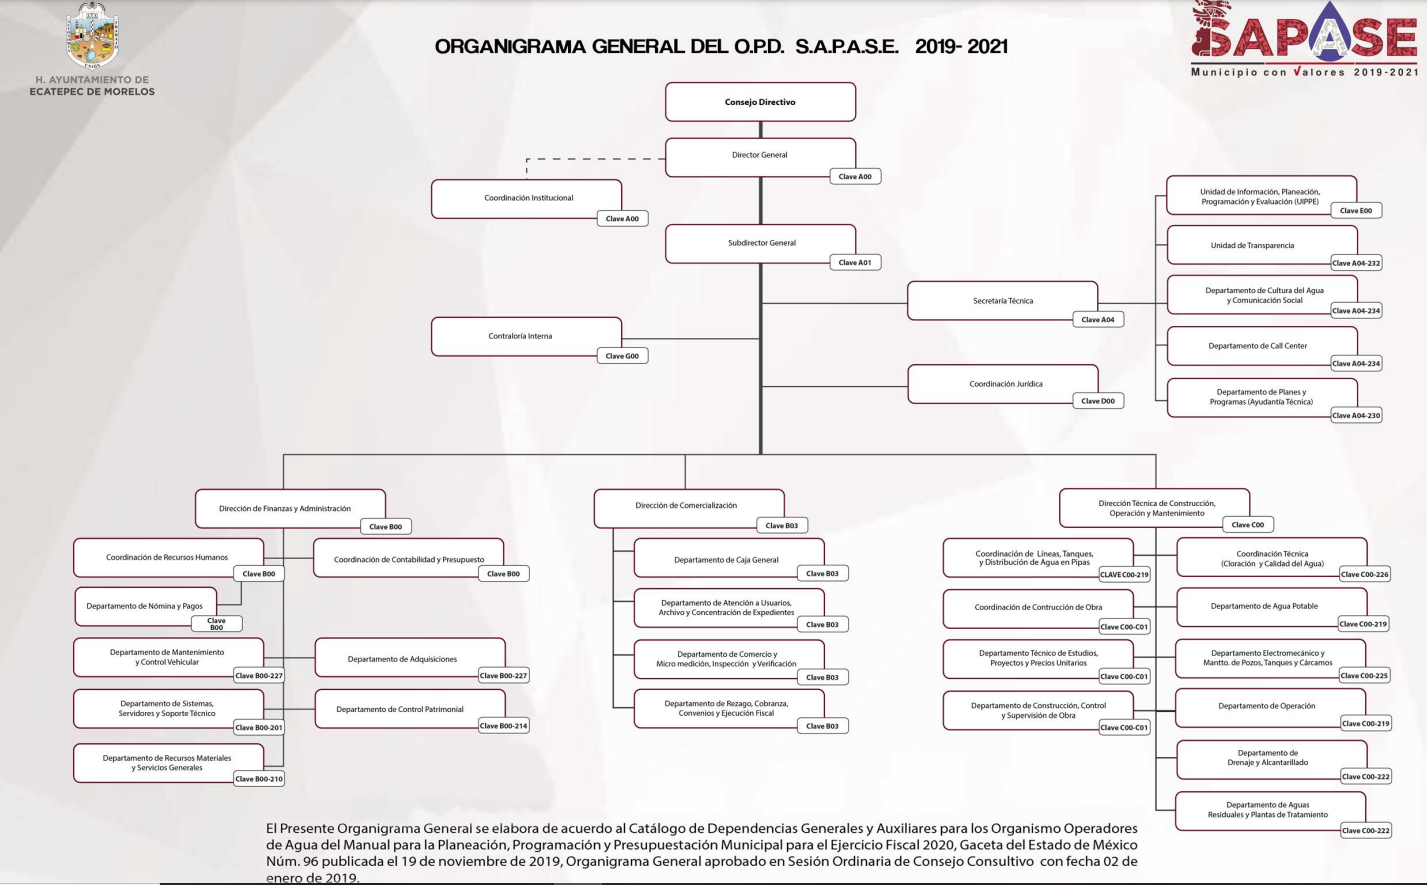 H. AYUNTAMIENTO DE
ECATEPEC DE MORELOS
ORGANIGRAMA GENERAL DEL O.P.D. S.A.P.A.S.E. 2019- 2021
SAPASE
Municipio con Valores 2019-2021
Consejo Directivo
Director General
Clave A00
Coordinación Institucional
Clave A00
Subdirector General
Clave A01
Secretaría Técnica
Clave A04
Contraloría Interna
Clave G00
Coordinación Jurídica
Clave D00
Unidad de Información, Planeación,
Programación y Evaluación (UIPPE)
Clave E00
Unidad de Transparencia
Clave A04-232
Departamento de Cultura del Agua
y Comunicación Social
Clave A04-234
Departamento de Call Center
Clave A04-234
Departamento de Planes y
Programas (Ayudantía Técnica)
Clave A04-230
Dirección de Finanzas y Administración
Clave B00
Coordinación de Recursos Humanos
Clave B00
Coordinación de Contabilidad y Presupuesto
Clave B00
Departamento de Nómina y Pagos
Clave
B00
Departamento de Mantenimiento
y Control Vehicular
Clave B00-227
Departamento de Adquisiciones
Clave B00-227
Departamento de Sistemas,
Servidores y Soporte Técnico
Clave B00-201
Departamento de Control Patrimonial
Clave B00-214
Departamento de Recursos Materiales
y Servicios Generales
Clave B00-210
Dirección de Comercialización
Clave B03
Departamento de Caja General
Clave B03
Departamento de Atención a Usuarios,
Archivo y Concentración de Expedientes
Clave B03
Departamento de Comercio y
Micro medición, Inspección y Verificación
Clave B03
Departamento de Rezago, Cobranza,
Convenios y Ejecución Fiscal
Clave B03
Dirección Técnica de Construcción,
Operación y Mantenimiento
Clave C00
Coordinación de Líneas, Tanques,
y Distribución de Agua en Pipas
CLAVE C00-219
Coordinación Técnica
(Cloración y Calidad del Agua)
Clave C00-226
Coordinación de Contrucción de Obra
Clave C00-C01
Departamento de Agua Potable
Clave C00-219
Departamento Técnico de Estudios,
Proyectos y Precios Unitarios
Clave C00-C01
Departamento Electromecánico y
Mantto. de Pozos, Tanques y Cárcamos
Clave C00-225
Departamento de Construcción, Control
y Supervisión de Obra
Clave C00-C01
Departamento de Operación
Clave C00-219
Departamento de
Drenaje y Alcantarillado
Clave C00-222
Departamento de Aguas
Residuales y Plantas de Tratamiento
Clave C00-222
El Presente Organigrama General se elabora de acuerdo al Catálogo de Dependencias Generales y Auxiliares para los Organismo Operadores
de Agua del Manual para la Planeación, Programación y Presupuestación Municipal para el Ejercicio Fiscal 2020, Gaceta del Estado de México
Núm. 96 publicada el 19 de noviembre de 2019, Organigrama General aprobado en Sesión Ordinaria de Consejo Consultivo con fecha 02 de
enero de 2019.